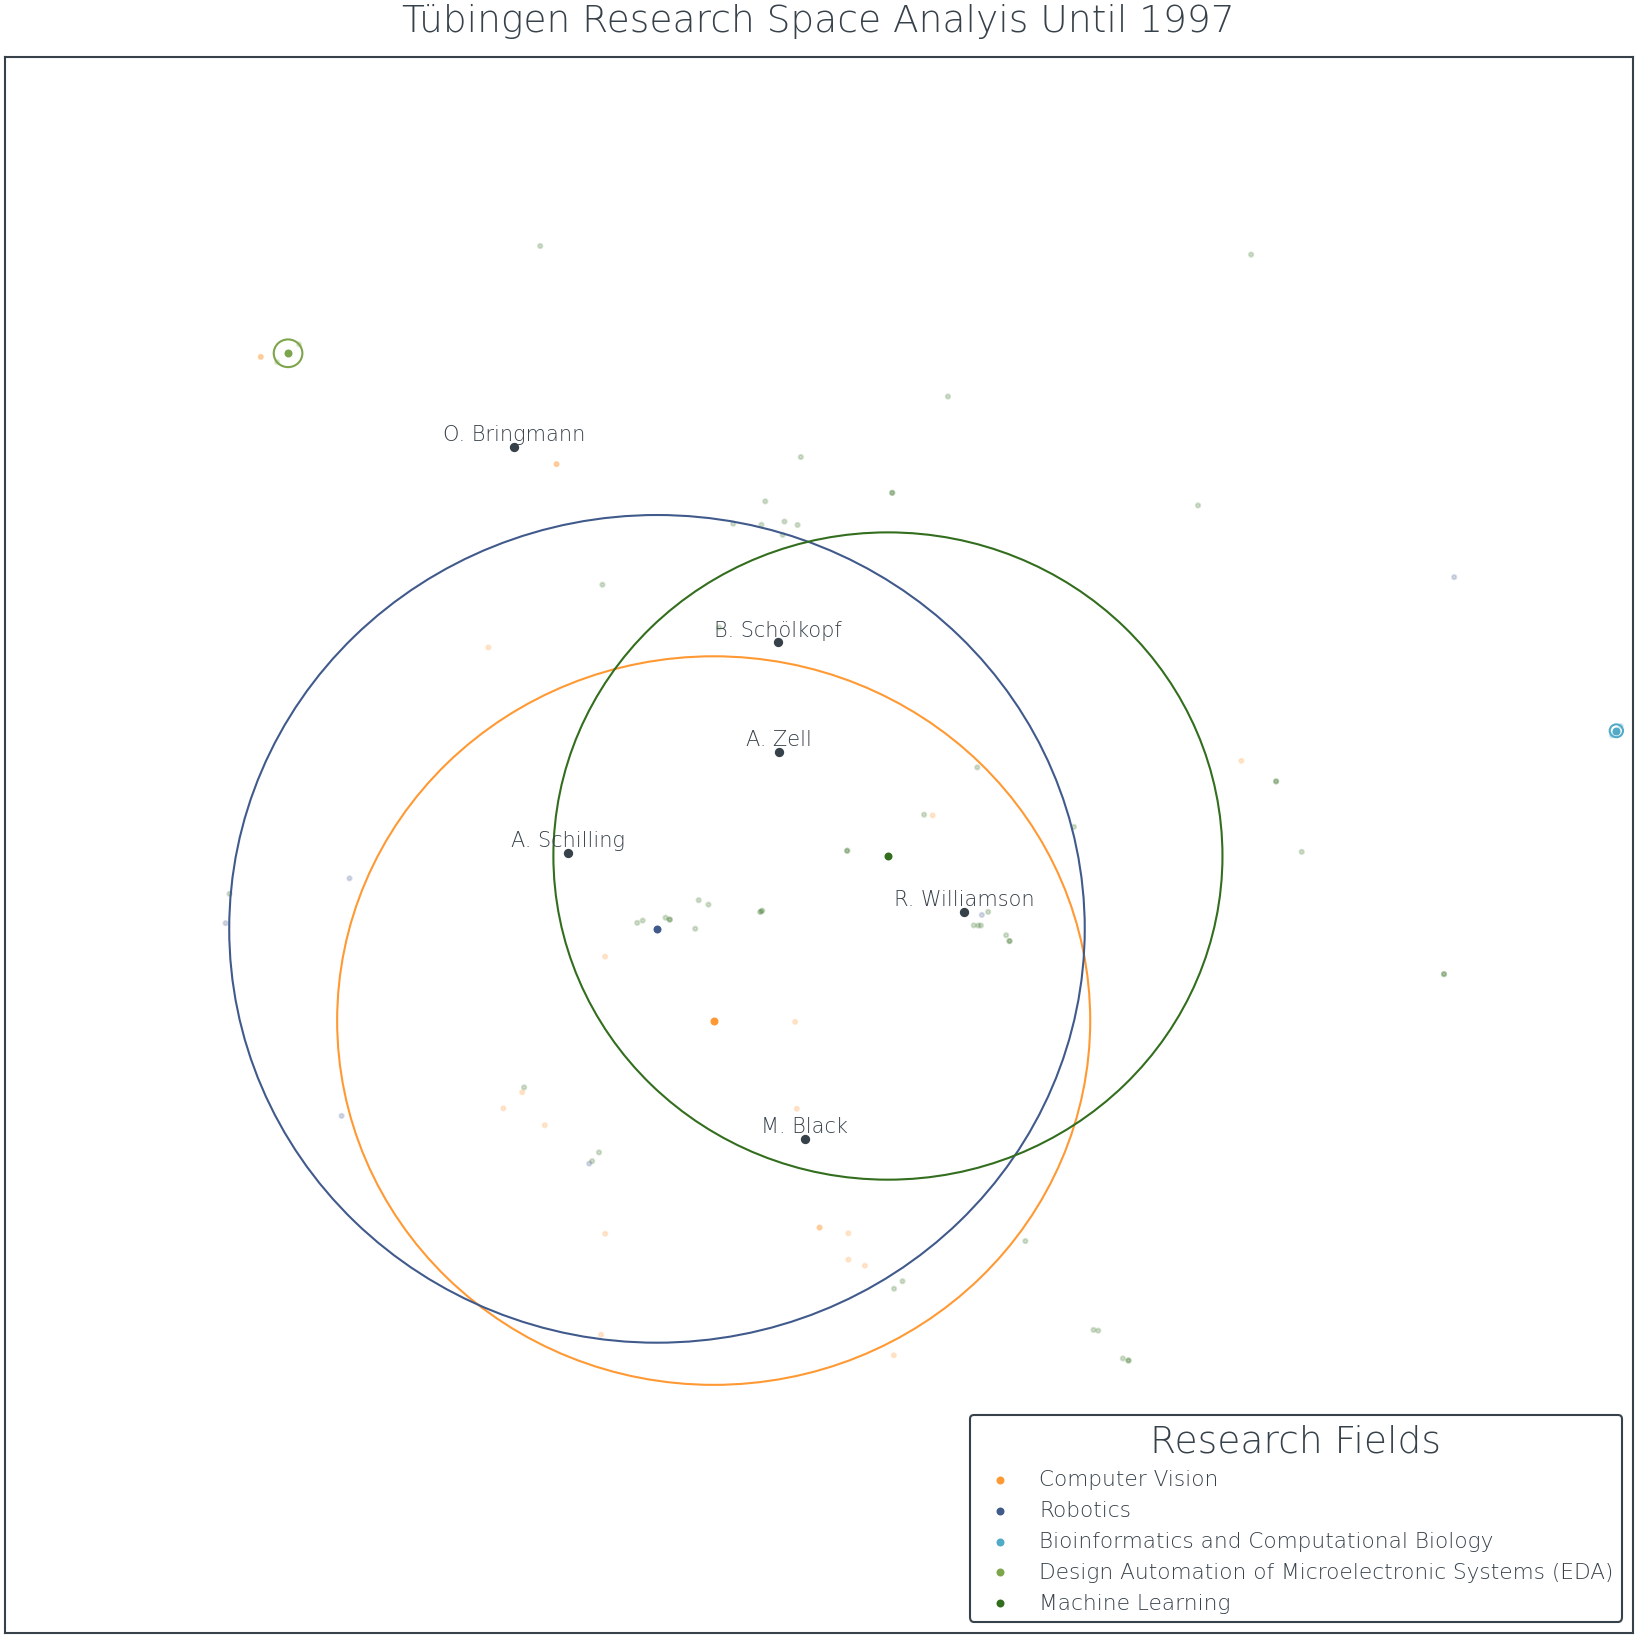 Tübingen Research Space Analyis Until 1997
O. Bringmann
B. Schölkopf
A. Zell
A. Schilling
R. Williamson
M. Black
Research Fields
Computer Vision
Robotics
Bioinformatics and Computational Biology
Design Automation of Microelectronic Systems (EDA)
Machine Learning